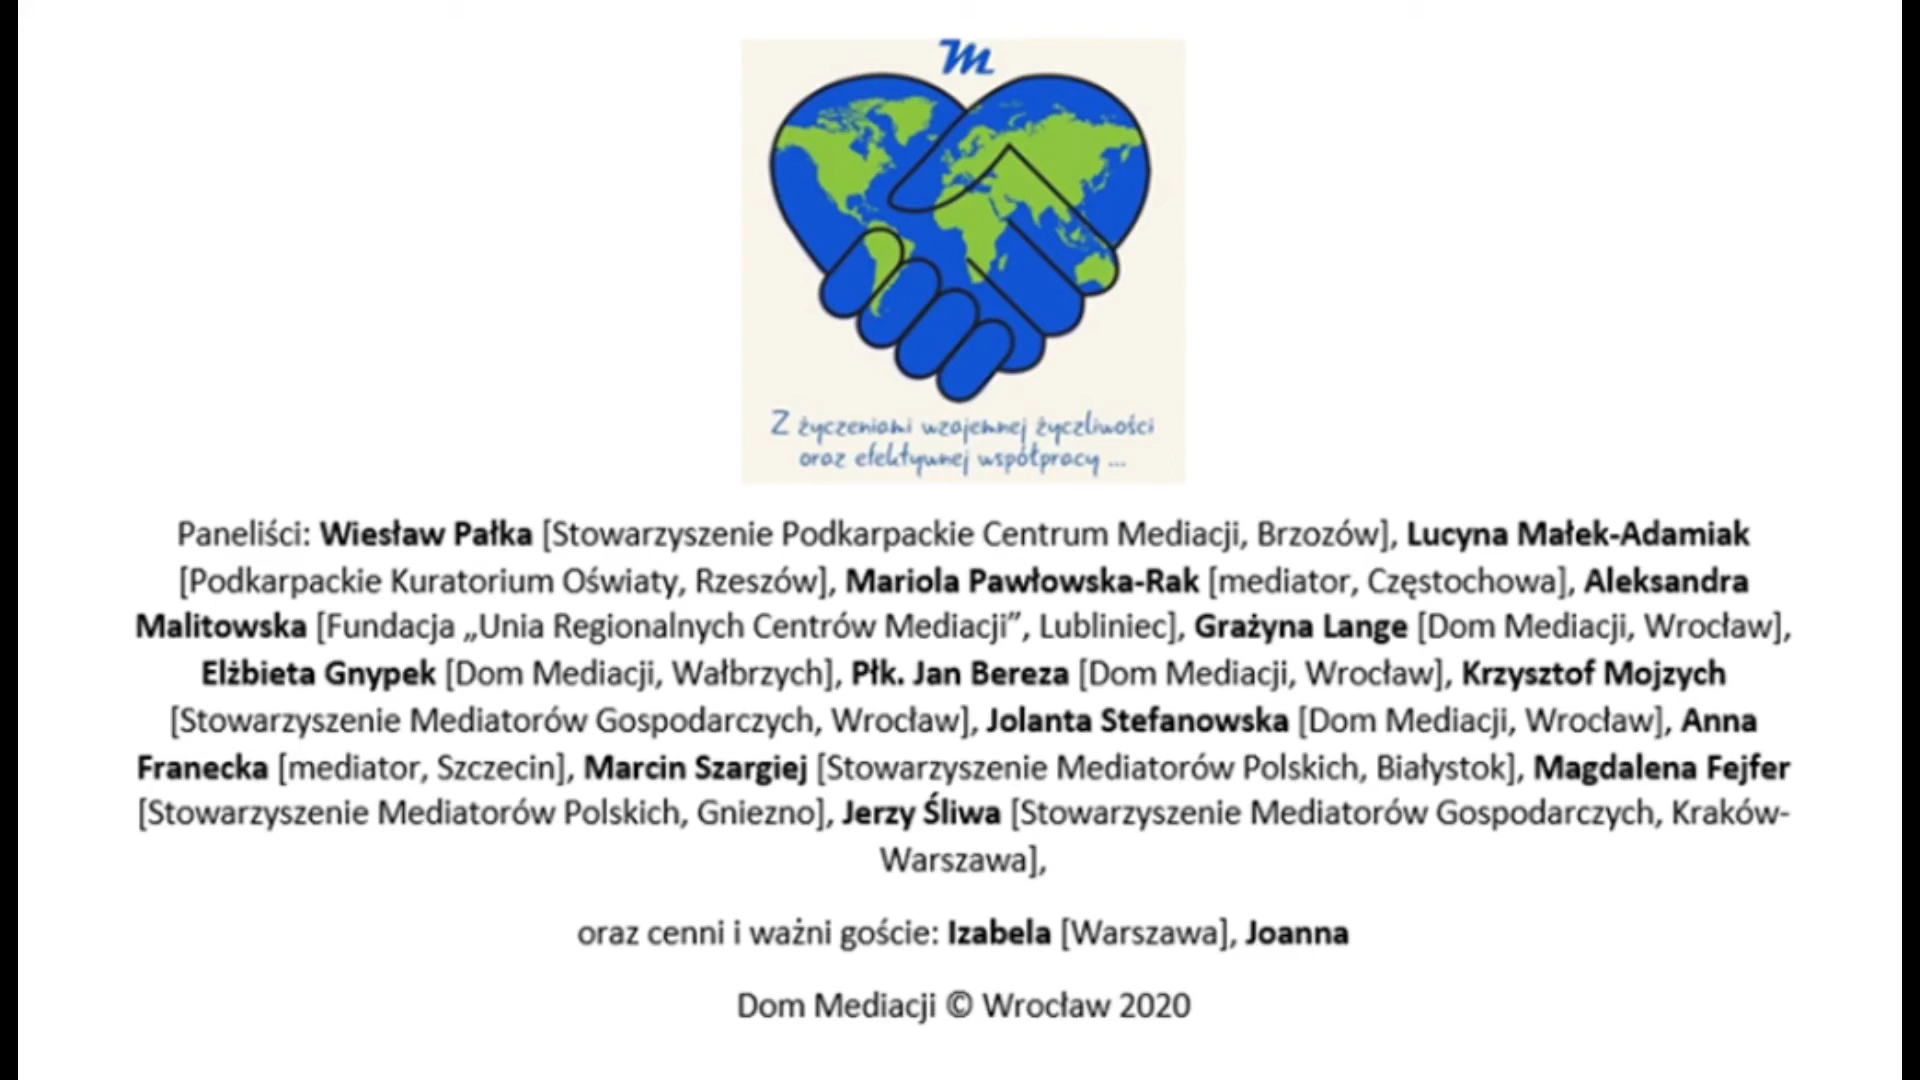 m
Z życzeniami wzajemnej życzliwości
oraz efektywnej współpracy ...
Paneliści: Wiesław Pałka [Stowarzyszenie Podkarpackie Centrum Mediacji, Brzozów], Lucyna Małek-Adamiak
[Podkarpackie Kuratorium Oświaty, Rzeszów], Mariola Pawłowska-Rak [mediator, Częstochowa], Aleksandra
Malitowska [Fundacja „Unia Regionalnych Centrów Mediacji”, Lubliniec], Grażyna Lange [Dom Mediacji, Wrocław],
Elżbieta Gnypek [Dom Mediacji, Wałbrzych], Płk. Jan Bereza [Dom Mediacji, Wrocław], Krzysztof Mojzych
[Stowarzyszenie Mediatorów Gospodarczych, Wrocław], Jolanta Stefanowska [Dom Mediacji, Wrocław], Anna
Franecka [mediator, Szczecin], Marcin Szargiej [Stowarzyszenie Mediatorów Polskich, Białystok], Magdalena Fejfer
[Stowarzyszenie Mediatorów Polskich, Gniezno], Jerzy Śliwa [Stowarzyszenie Mediatorów Gospodarczych, Kraków-
Warszawa],
oraz cenni i ważni goście: Izabela [Warszawa], Joanna
Dom Mediacji © Wrocław 2020